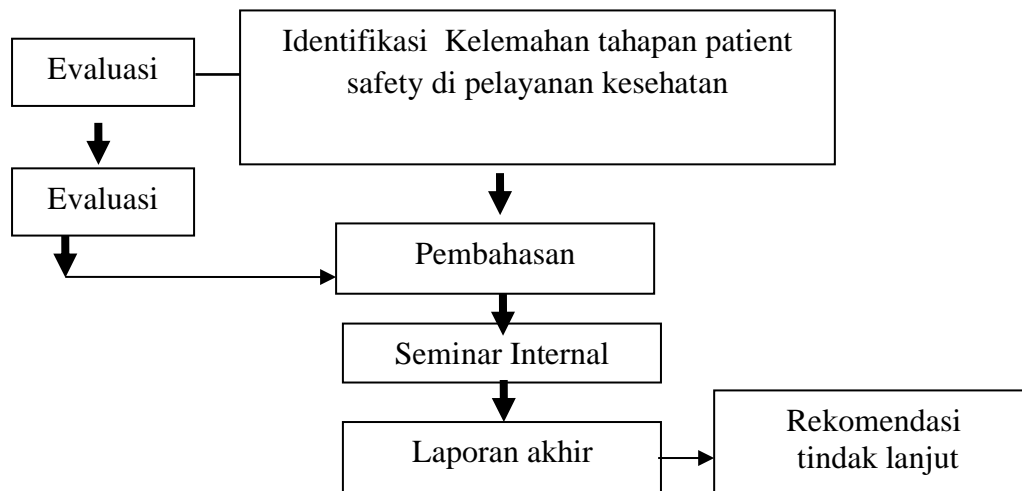 Evaluasi
Identifikasi  Kelemahan tahapan patient
safety di pelayanan kesehatan
Evaluasi
Pembahasan
Seminar Internal
Laporan akhir
Rekomendasi
tindak lanjut